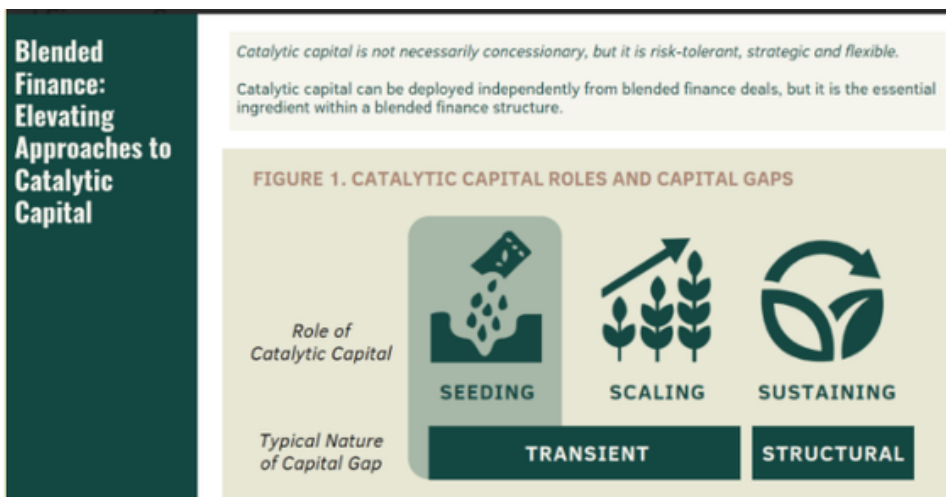 Blended
Finance:
Elevating
Approaches to
Catalytic
Capital
Catalytic capital is not necessarily concessionary, but it is risk-tolerant, strategic and flexible.
Catalytic capital can be deployed independently from blended finance deals, but it is the essential
ingredient within a blended finance structure.
FIGURE 1. CATALYTIC CAPITAL ROLES AND CAPITAL GAPS
Role of
Catalytic Capital
SEEDING
SCALING
SUSTAINING
Typical Nature
of Capital Gap
TRANSIENT
STRUCTURAL